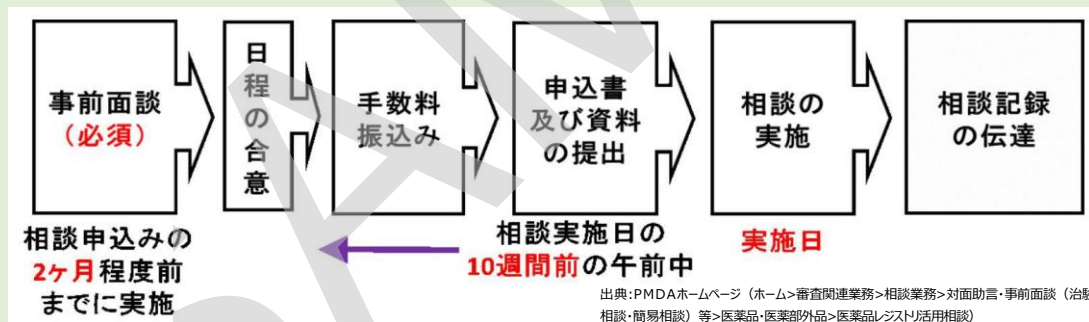 事前面談
（必須）
日程の合意
手数料
振込み
申込書
及び資料
の提出
相談の
実施
相談記録
の伝達
相談申込みの
2ヶ月程度前
までに実施
相談実施日の
10週間前の午前中
実施日
出典:PMDAホームページ（ホーム>審査関連業務>相談業務>対面助言・事前面談（治験
相談・簡易相談）等>医薬品・医薬部外品>医薬品レジストリ活用相談）